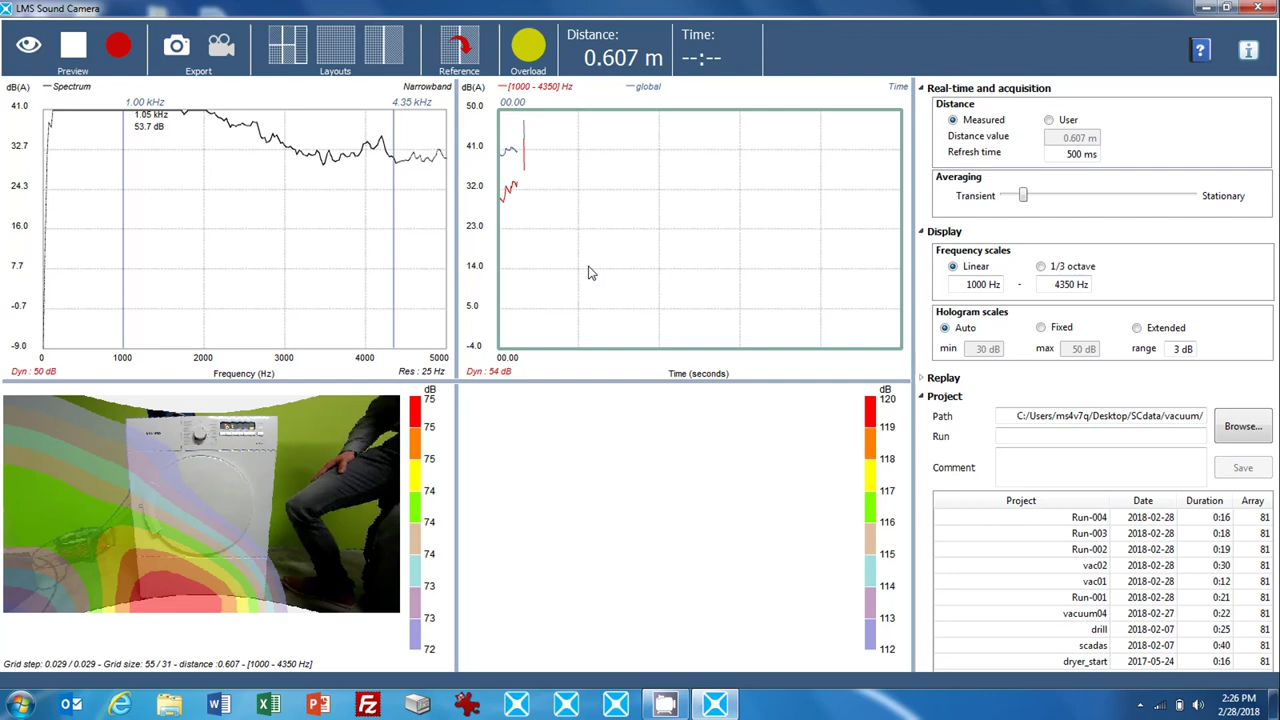 LMS Sound Camera
Preview
Export
Layouts
Reference
Overload
Distance:
0.607 m
Time:
--:--
dB(A)
Spectrum
Narrowband
41.0
32.7
24.3
16.0
7.7
-0.7
-9.0
1.00 kHz
4.35 kHz
1.05 kHz
53.7 dB
0
1000
2000
3000
4000
5000
Dyn : 50 dB
Frequency (Hz)
Res : 25 Hz
dB(A)
[1000 - 4350] Hz
global
Time
50.0
41.0
32.0
23.0
14.0
5.0
-4.0
00.00
00.00
Dyn : 54 dB
Time (seconds)
dB
75
75
75
74
74
73
73
72
Grid step: 0.029 / 0.029 - Grid size: 55 / 31 - distance :0.607 - [1000 - 4350 Hz]
dB
120
119
118
117
116
115
114
113
112
Real-time and acquisition
Distance
Measured
User
Distance value
0.607 m
Refresh time
500 ms
Averaging
Transient
Stationary
Display
Frequency scales
Linear
1/3 octave
1000 Hz - 4350 Hz
Hologram scales
Auto
Fixed
Extended
min 30 dB max 50 dB range 3 dB
Replay
Project
Path C:/Users/ms4v7q/Desktop/SCdata/vacuum/ Browse...
Run
Comment
Save
Project Date Duration Array
Run-004 2018-02-28 0:16 81
Run-003 2018-02-28 0:18 81
Run-002 2018-02-28 0:19 81
vac02 2018-02-28 0:30 81
vac01 2018-02-28 0:12 81
Run-001 2018-02-28 0:21 81
vacuum04 2018-02-27 0:22 81
drill 2018-02-07 0:25 81
scadas 2018-02-07 0:40 81
dryer_start 2017-05-24 0:16 81
2:26 PM
2/28/2018